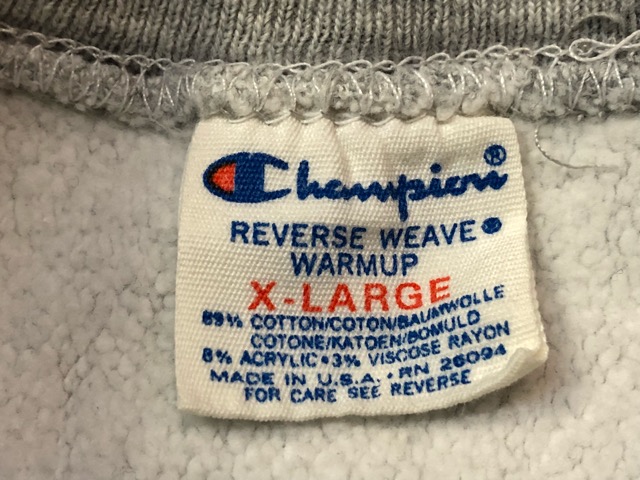 Champion®
REVERSE WEAVE®
WARMUP
X-LARGE
89% COTTON/COTON/BAUMWOLLE
COTONE/KATOEN/BOMULD
8% ACRYLIC • 3% VISCOSE RAYON
MADE IN U.S.A. • RN 26094
FOR CARE SEE REVERSE